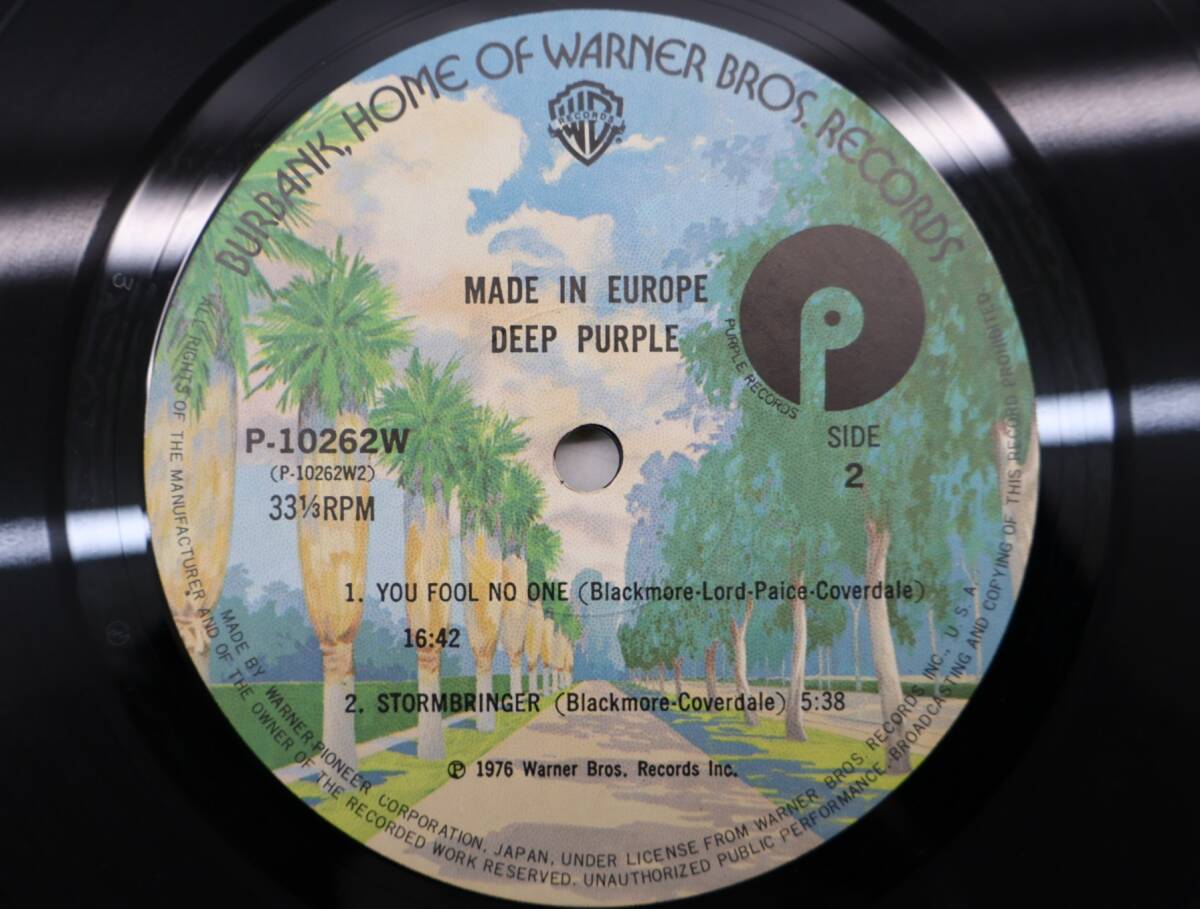 BURBANK, HOME OF WARNER BROS. RECORDS
WB
RECORDS
MADE IN EUROPE
DEEP PURPLE
PURPLE RECORDS
P-10262W
(P-10262W2)
33⅓RPM
SIDE
2
1. YOU FOOL NO ONE (Blackmore-Lord-Paice-Coverdale)
16:42
2. STORMBRINGER (Blackmore-Coverdale) 5:38
℗ 1976 Warner Bros. Records Inc.
MADE BY WARNER-PIONEER CORPORATION, JAPAN, UNDER LICENSE FROM WARNER BROS. RECORDS INC., U.S.A.
ALL RIGHTS OF THE MANUFACTURER AND OF THE OWNER OF THE RECORDED WORK RESERVED. UNAUTHORIZED PUBLIC PERFORMANCE, BROADCASTING AND COPYING OF THIS RECORD PROHIBITED.